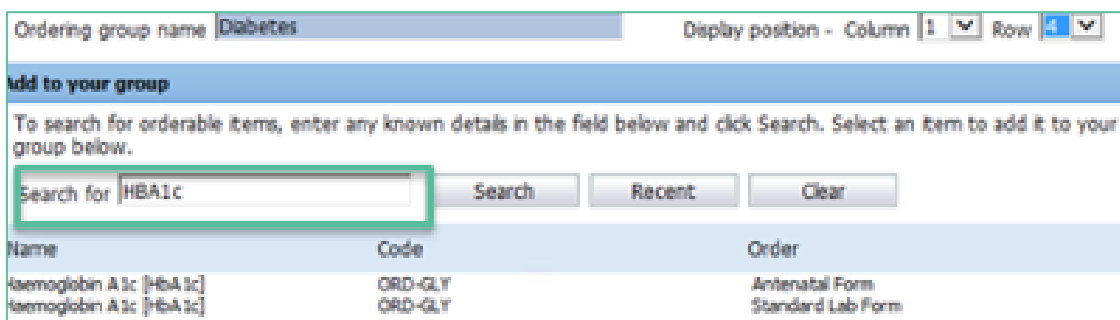 Ordering group name Diabetes Display position - Column 1 Row 4
Add to your group
To search for orderable items, enter any known details in the field below and click Search. Select an item to add it to your
group below.
Search for HBA1c Search Recent Clear
Name Code Order
Haemoglobin A1c [HbA1c] ORD-GLY Antenatal Form
Haemoglobin A1c [HbA1c] ORD-GLY Standard Lab Form